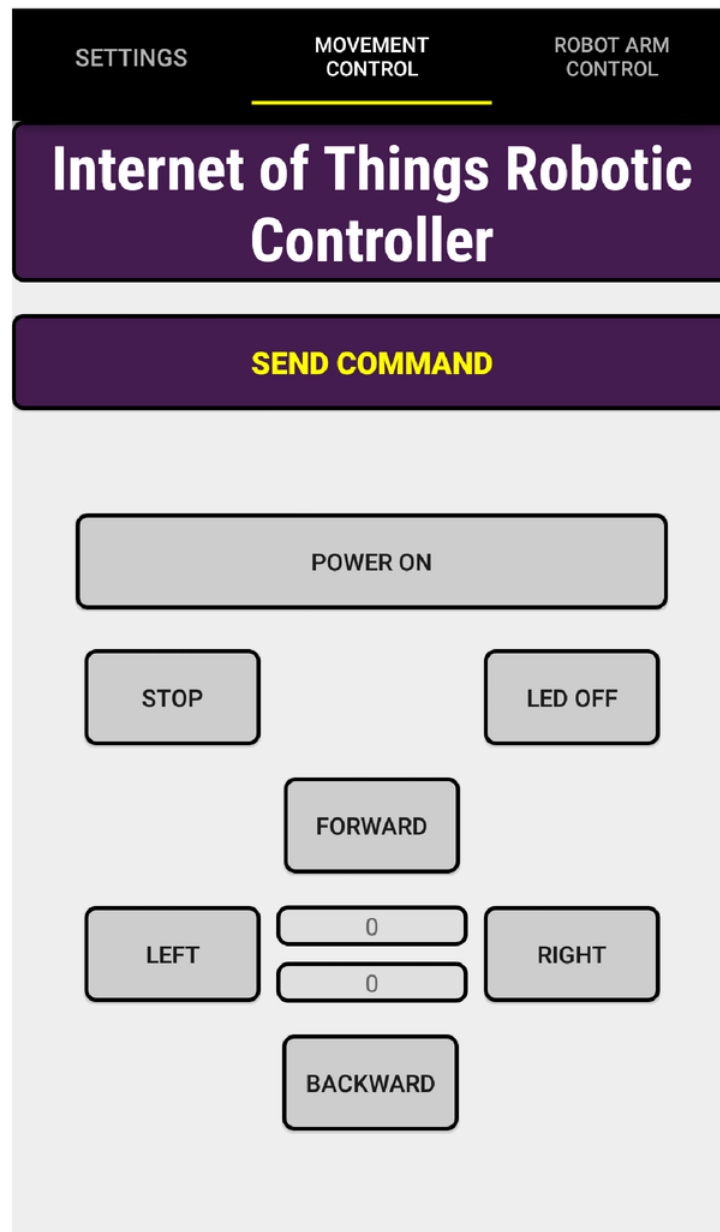 SETTINGS
MOVEMENT
CONTROL
ROBOT ARM
CONTROL
Internet of Things Robotic
Controller
SEND COMMAND
POWER ON
STOP
LED OFF
FORWARD
LEFT
0
0
RIGHT
BACKWARD